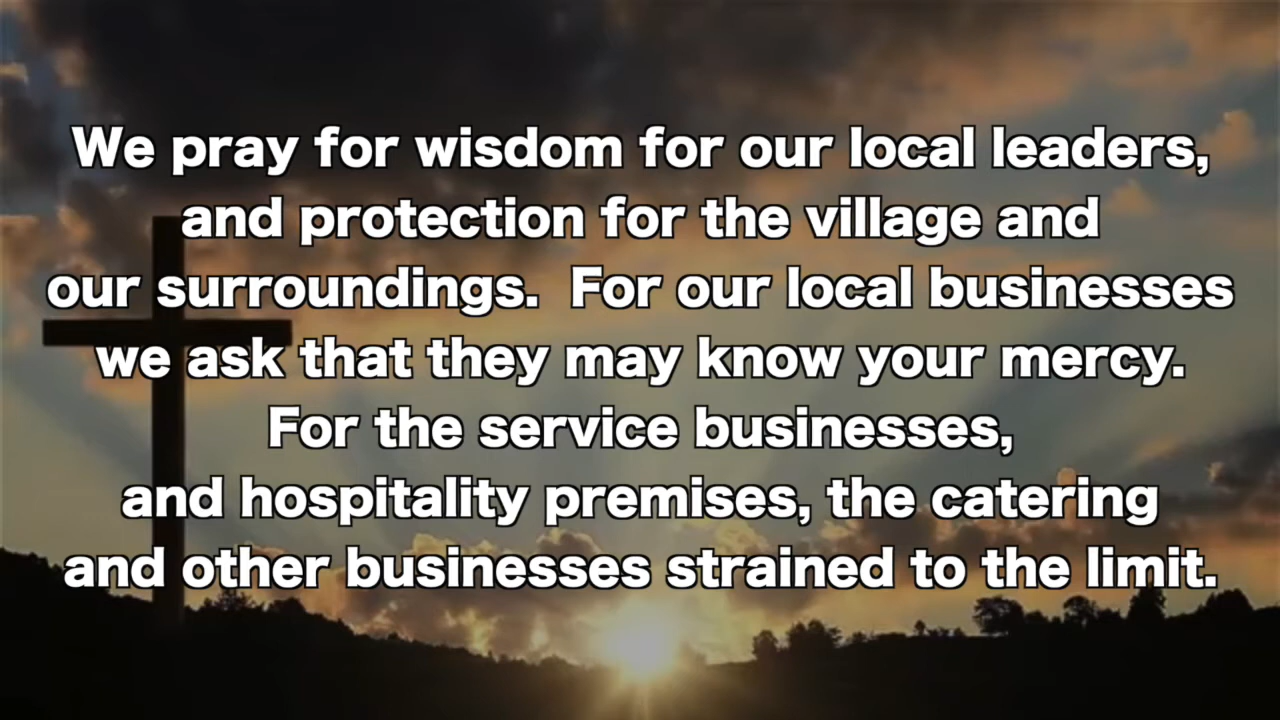 We pray for wisdom for our local leaders,
and protection for the village and
our surroundings.  For our local businesses
we ask that they may know your mercy.
For the service businesses,
and hospitality premises, the catering
and other businesses strained to the limit.